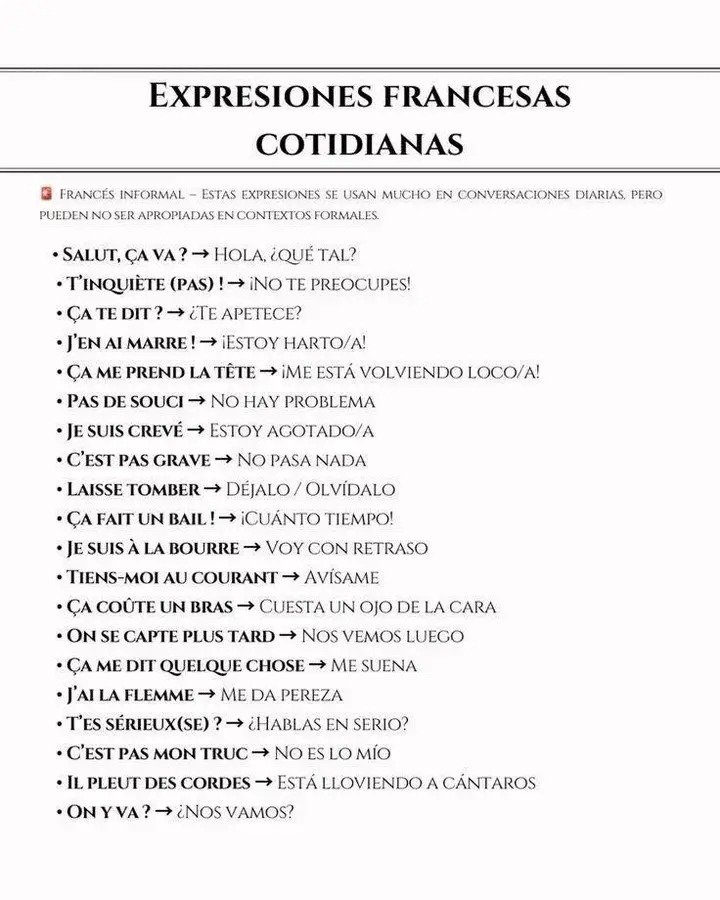 Expresiones francesas
cotidianas
🚨 Francés informal – Estas expresiones se usan mucho en conversaciones diarias, pero
pueden no ser apropiadas en contextos formales.
• Salut, ça va ? → Hola, ¿qué tal?
• T'inquiète (pas) ! → ¡No te preocupes!
• Ça te dit ? → ¿Te apetece?
• J'en ai marre ! → ¡Estoy harto/a!
• Ça me prend la tête → ¡Me está volviendo loco/a!
• Pas de souci → No hay problema
• Je suis crevé → Estoy agotado/a
• C'est pas grave → No pasa nada
• Laisse tomber → Déjalo / Olvídalo
• Ça fait un bail ! → ¡Cuánto tiempo!
• Je suis à la bourre → Voy con retraso
• Tiens-moi au courant → Avísame
• Ça coûte un bras → Cuesta un ojo de la cara
• On se capte plus tard → Nos vemos luego
• Ça me dit quelque chose → Me suena
• J'ai la flemme → Me da pereza
• T'es sérieux(se) ? → ¿Hablas en serio?
• C'est pas mon truc → No es lo mío
• Il pleut des cordes → Está lloviendo a cántaros
• On y va ? → ¿Nos vamos?